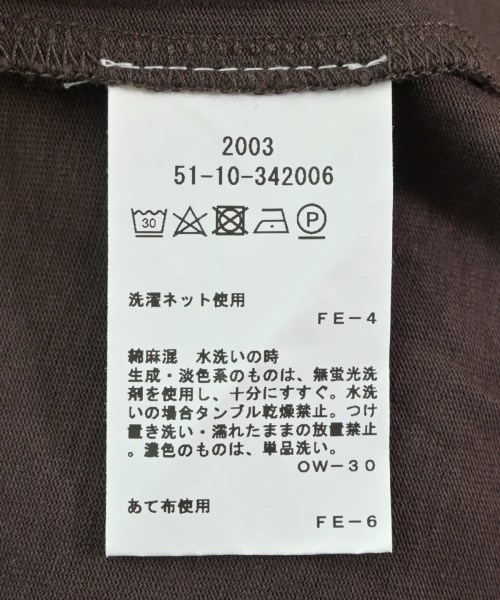 2003
51-10-342006
30 P
洗濯ネット使用
FE-4
綿麻混 水洗いの時
生成・淡色系のものは、無蛍光洗
剤を使用し、十分にすすぐ。水洗
いの場合タンブル乾燥禁止。つけ
置き洗い・濡れたままの放置禁止
。濃色のものは、単品洗い。
OW-30
あて布使用
FE-6